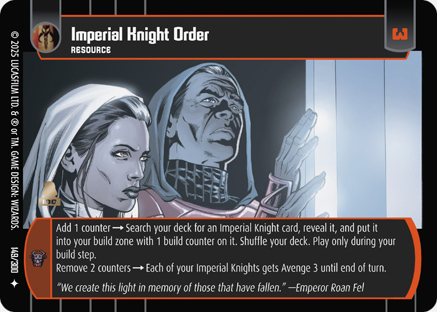 Imperial Knight Order
RESOURCE
© 2025 LUCASFILM LTD. & ® or TM. GAME DESIGN: WIZARDS.
149/300
Add 1 counter → Search your deck for an Imperial Knight card, reveal it, and put it
into your build zone with 1 build counter on it. Shuffle your deck. Play only during your
build step.
Remove 2 counters → Each of your Imperial Knights gets Avenge 3 until end of turn.
“We create this light in memory of those that have fallen.” –Emperor Roan Fel